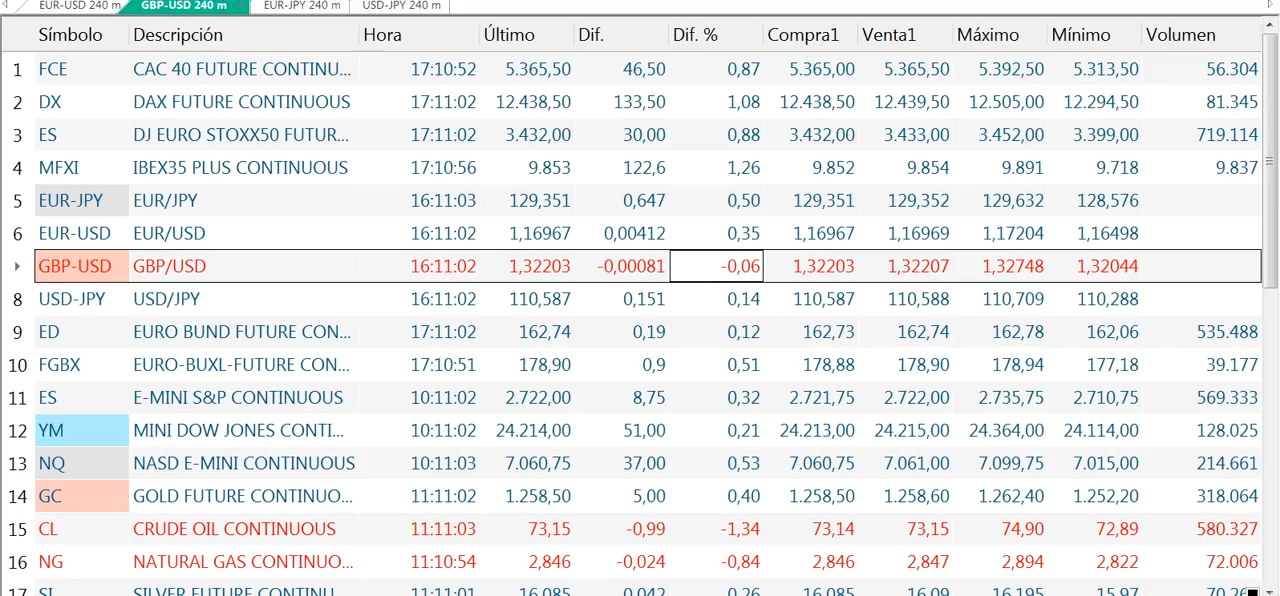 EUR-USD 240 m GBP-USD 240 m EUR-JPY 240 m USD-JPY 240 m
Símbolo Descripción Hora Último Dif. Dif. % Compra1 Venta1 Máximo Mínimo Volumen
1 FCE CAC 40 FUTURE CONTINU... 17:10:52 5.365,50 46,50 0,87 5.365,00 5.365,50 5.392,50 5.313,50 56.304
2 DX DAX FUTURE CONTINUOUS 17:11:02 12.438,50 133,50 1,08 12.438,50 12.439,50 12.505,00 12.294,50 81.345
3 ES DJ EURO STOXX50 FUTUR... 17:11:02 3.432,00 30,00 0,88 3.432,00 3.433,00 3.452,00 3.399,00 719.114
4 MFXI IBEX35 PLUS CONTINUOUS 17:10:56 9.853 122,6 1,26 9.852 9.854 9.891 9.718 9.837
5 EUR-JPY EUR/JPY 16:11:03 129,351 0,647 0,50 129,351 129,352 129,632 128,576
6 EUR-USD EUR/USD 16:11:02 1,16967 0,00412 0,35 1,16967 1,16969 1,17204 1,16498
GBP-USD GBP/USD 16:11:02 1,32203 -0,00081 -0,06 1,32203 1,32207 1,32748 1,32044
8 USD-JPY USD/JPY 16:11:02 110,587 0,151 0,14 110,587 110,588 110,709 110,288
9 ED EURO BUND FUTURE CON... 17:11:02 162,74 0,19 0,12 162,73 162,74 162,78 162,06 535.488
10 FGBX EURO-BUXL-FUTURE CON... 17:10:51 178,90 0,9 0,51 178,88 178,90 178,94 177,18 39.177
11 ES E-MINI S&P CONTINUOUS 10:11:02 2.722,00 8,75 0,32 2.721,75 2.722,00 2.735,75 2.710,75 569.333
12 YM MINI DOW JONES CONTI... 10:11:02 24.214,00 51,00 0,21 24.213,00 24.215,00 24.364,00 24.114,00 128.025
13 NQ NASD E-MINI CONTINUOUS 10:11:03 7.060,75 37,00 0,53 7.060,75 7.061,00 7.099,75 7.015,00 214.661
14 GC GOLD FUTURE CONTINUO... 11:11:02 1.258,50 5,00 0,40 1.258,50 1.258,60 1.262,40 1.252,20 318.064
15 CL CRUDE OIL CONTINUOUS 11:11:03 73,15 -0,99 -1,34 73,14 73,15 74,90 72,89 580.327
16 NG NATURAL GAS CONTINUO... 11:10:54 2,846 -0,024 -0,84 2,846 2,847 2,894 2,822 72.006
17 SI SILVER FUTURE CONTINU... 11:11:01 16,085 0,042 0,26 16,085 16,09 16,195 15,97